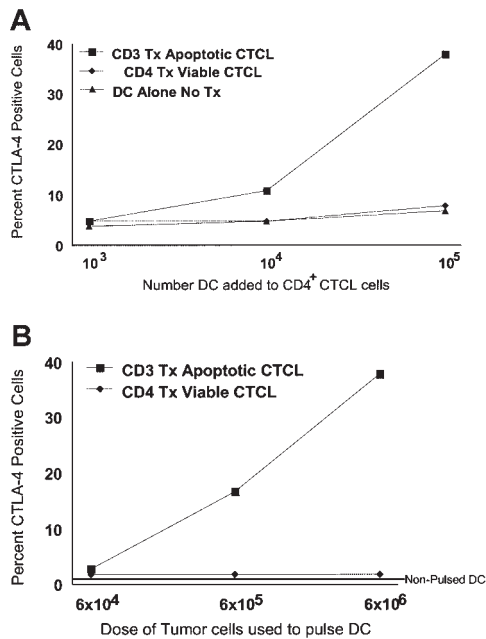 A
Percent CTLA-4 Positive Cells
40
30
20
10
0
CD3 Tx Apoptotic CTCL
CD4 Tx Viable CTCL
DC Alone No Tx
10³ 10⁴ 10⁵
Number DC added to CD4⁺ CTCL cells
B
Percent CTLA-4 Positive Cells
40
30
20
10
0
CD3 Tx Apoptotic CTCL
CD4 Tx Viable CTCL
Non-Pulsed DC
6x10⁴ 6x10⁵ 6x10⁶
Dose of Tumor cells used to pulse DC